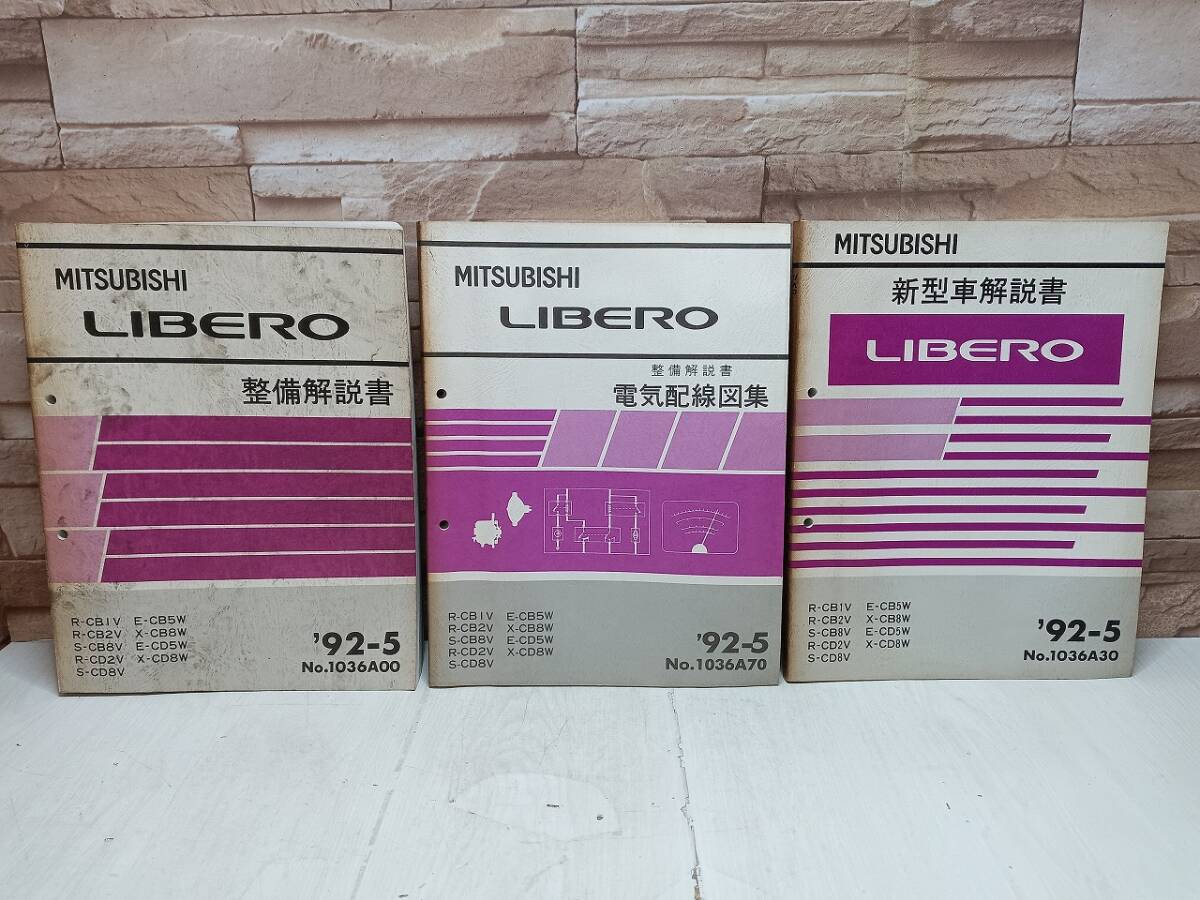 MITSUBISHI
LIBERO
整備解説書
R-CB1V E-CB5W
R-CB2V X-CB8W
S-CB8V E-CD5W
R-CD2V X-CD8W
S-CD8V
'92-5
No.1036A00
MITSUBISHI
LIBERO
整備解説書
電気配線図集
R-CB1V E-CB5W
R-CB2V X-CB8W
S-CB8V E-CD5W
R-CD2V X-CD8W
S-CD8V
'92-5
No.1036A70
MITSUBISHI
新型車解説書
LIBERO
R-CB1V E-CB5W
R-CB2V X-CB8W
S-CB8V E-CD5W
R-CD2V X-CD8W
S-CD8V
'92-5
No.1036A30